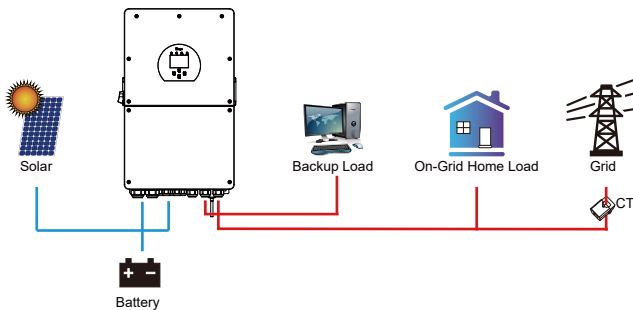 Solar
Backup Load
On-Grid Home Load
Grid
CT
Battery